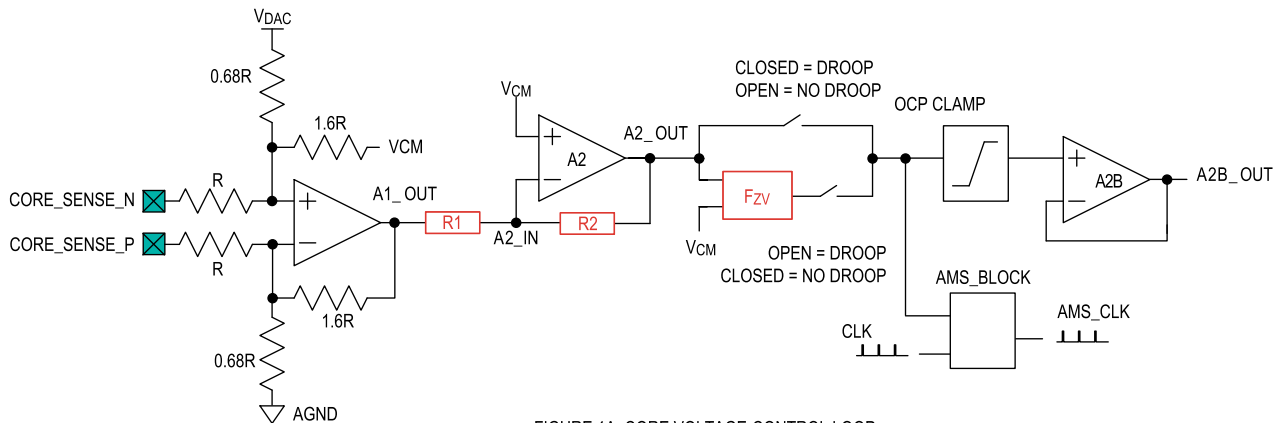 VDAC
0.68R
1.6R
VCM
CORE_SENSE_N
R
CORE_SENSE_P
R
A1_OUT
1.6R
0.68R
AGND
R1
A2_IN
R2
VCM
A2
A2_OUT
CLOSED = DROOP
OPEN = NO DROOP
FZV
VCM
OPEN = DROOP
CLOSED = NO DROOP
OCP CLAMP
A2B
A2B_OUT
AMS_BLOCK
CLK
AMS_CLK